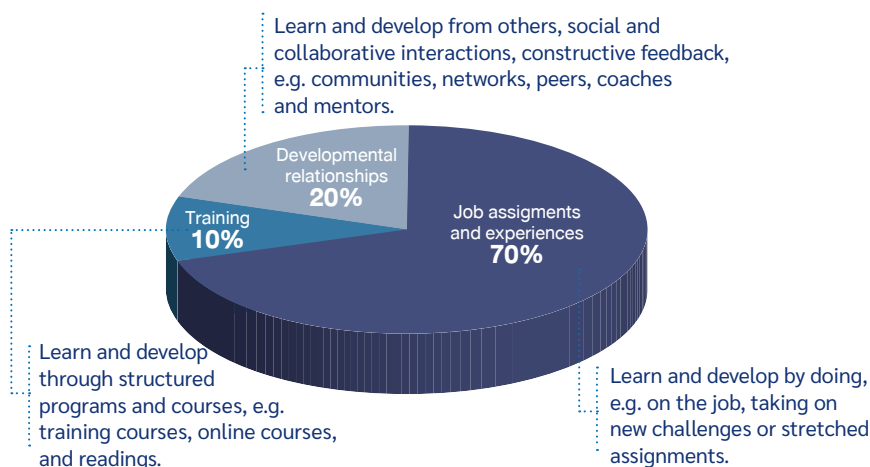 Learn and develop from others, social and
collaborative interactions, constructive feedback,
e.g. communities, networks, peers, coaches
and mentors.
Developmental
relationships
20%
Training
10%
Job assigments
and experiences
70%
Learn and develop
through structured
programs and courses, e.g.
training courses, online courses,
and readings.
Learn and develop by doing,
e.g. on the job, taking on
new challenges or stretched
assignments.